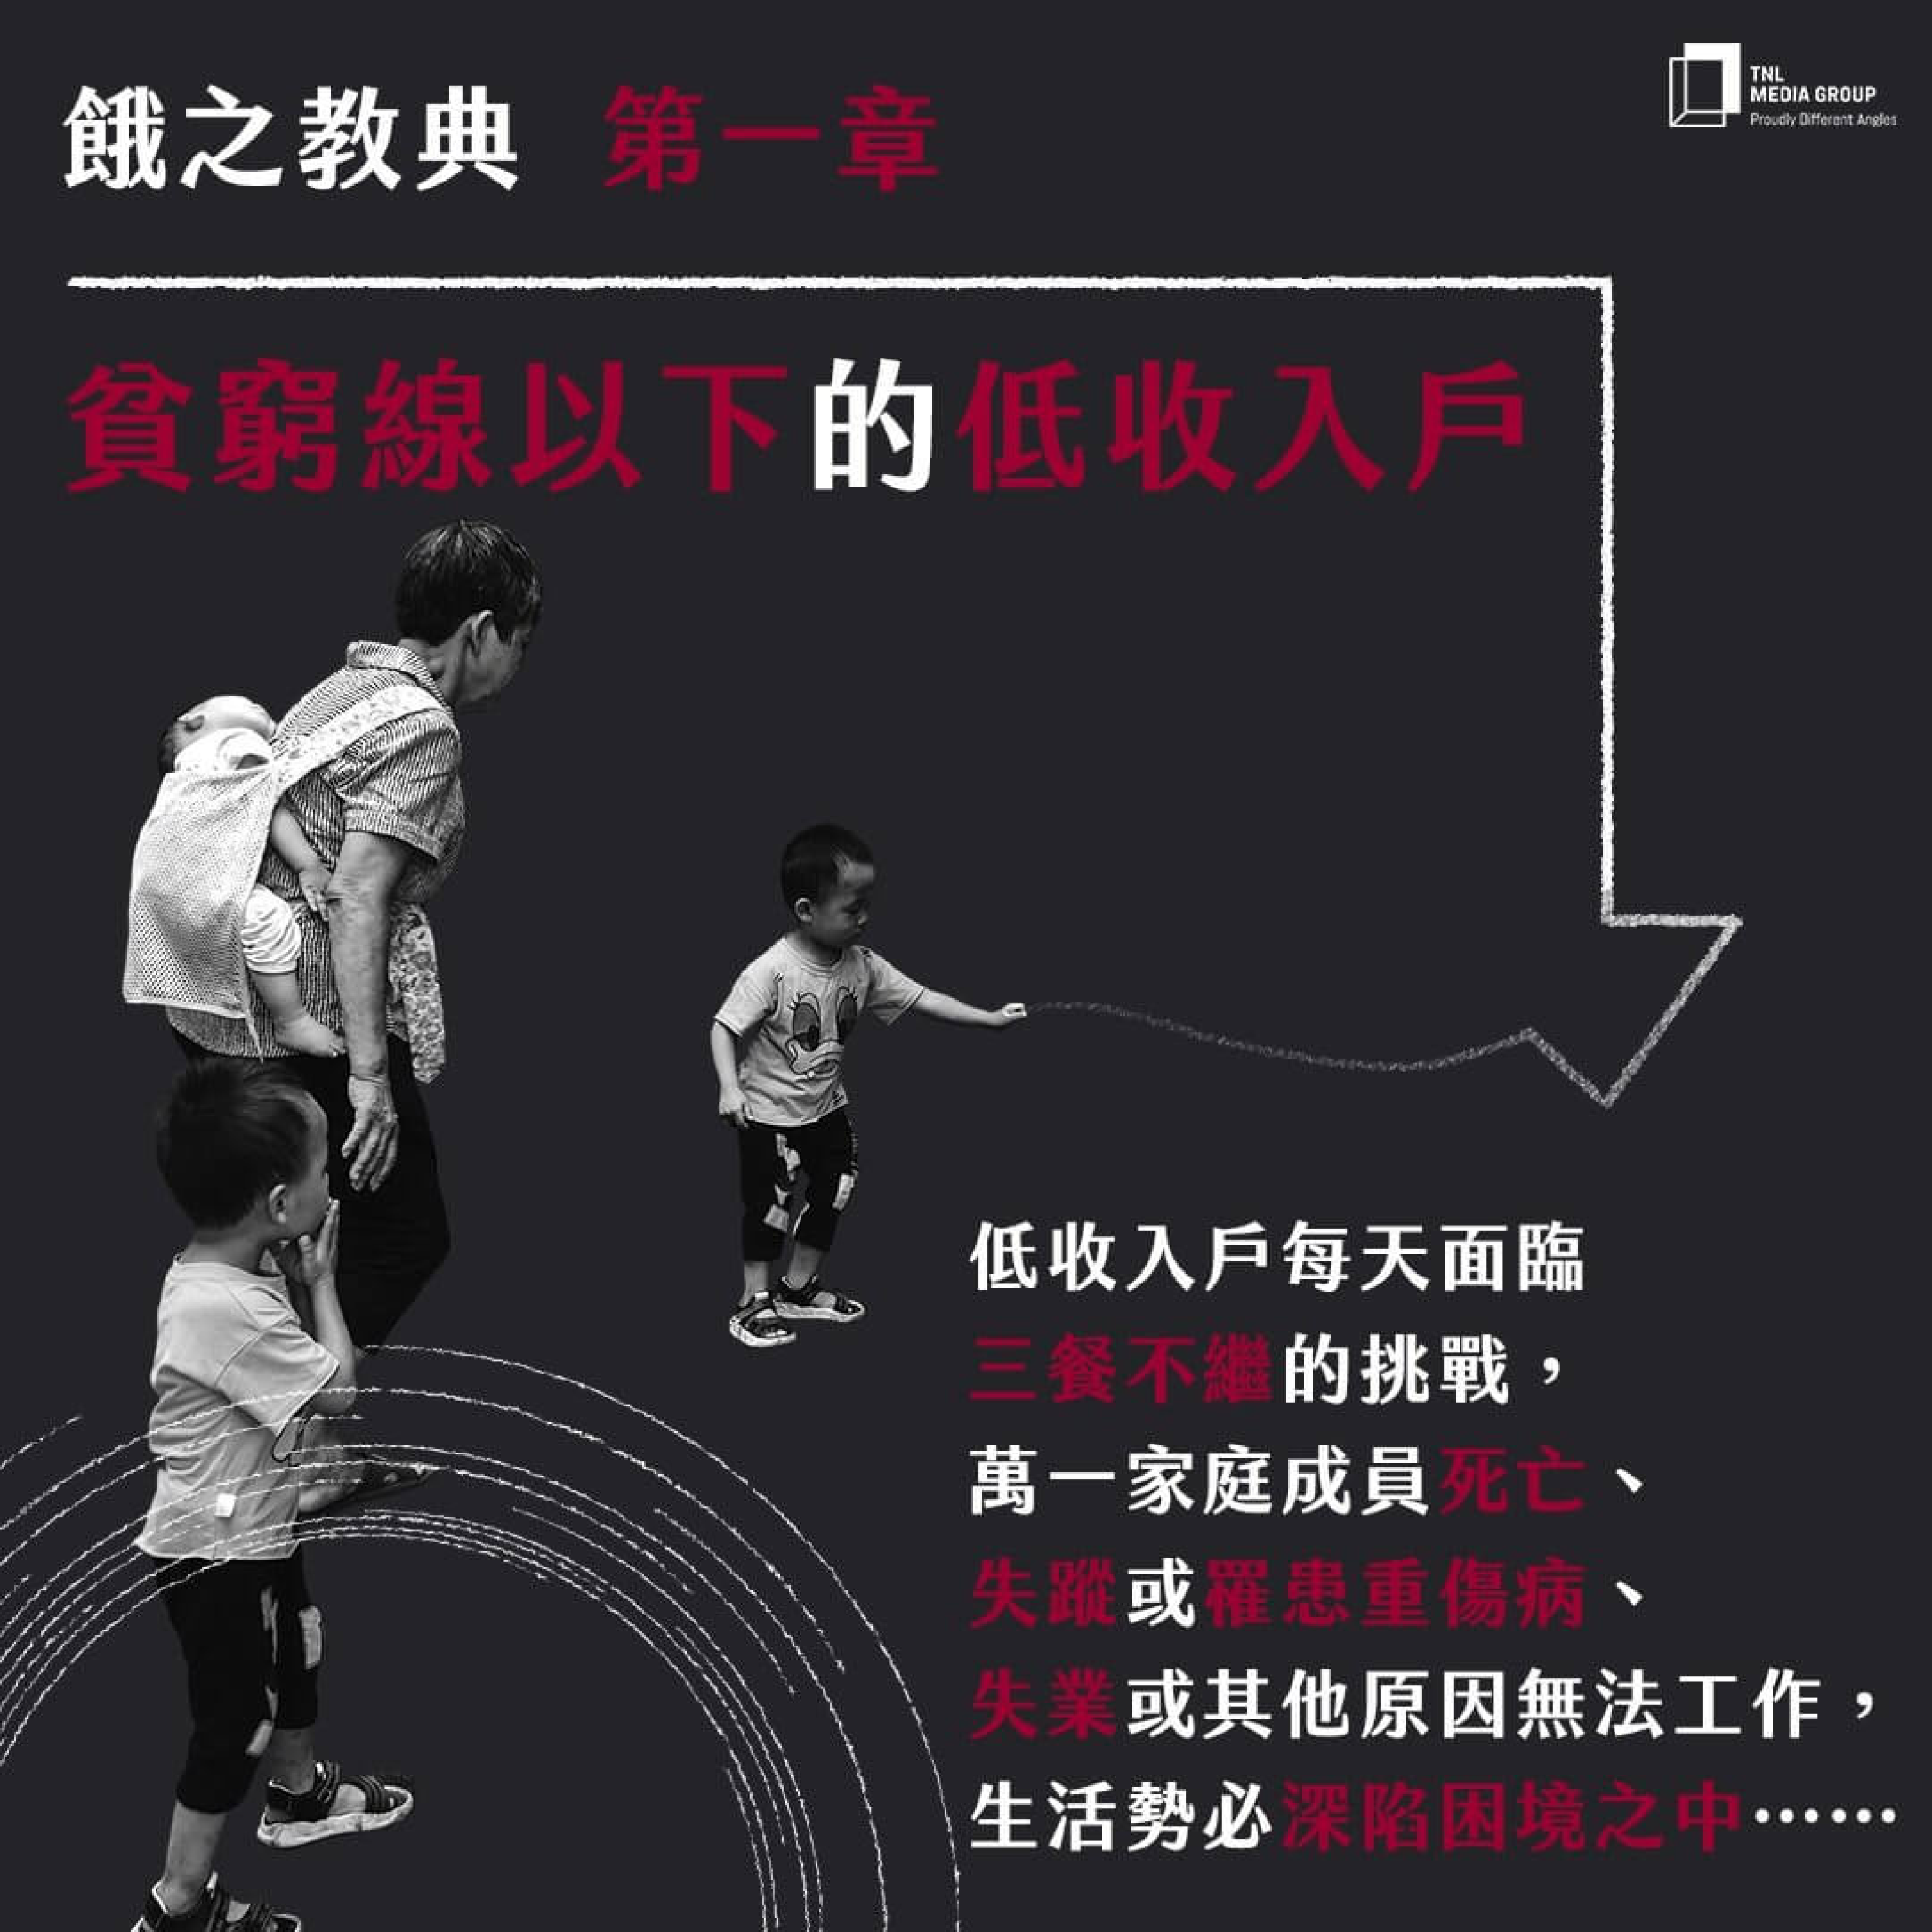 餓之教典 第一章
TNL
MEDIA GROUP
Proudly Different Angles
貧窮線以下的低收入戶
低收入戶每天面臨
三餐不繼的挑戰，
萬一家庭成員死亡、
失蹤或罹患重傷病、
失業或其他原因無法工作，
生活勢必深陷困境之中⋯⋯